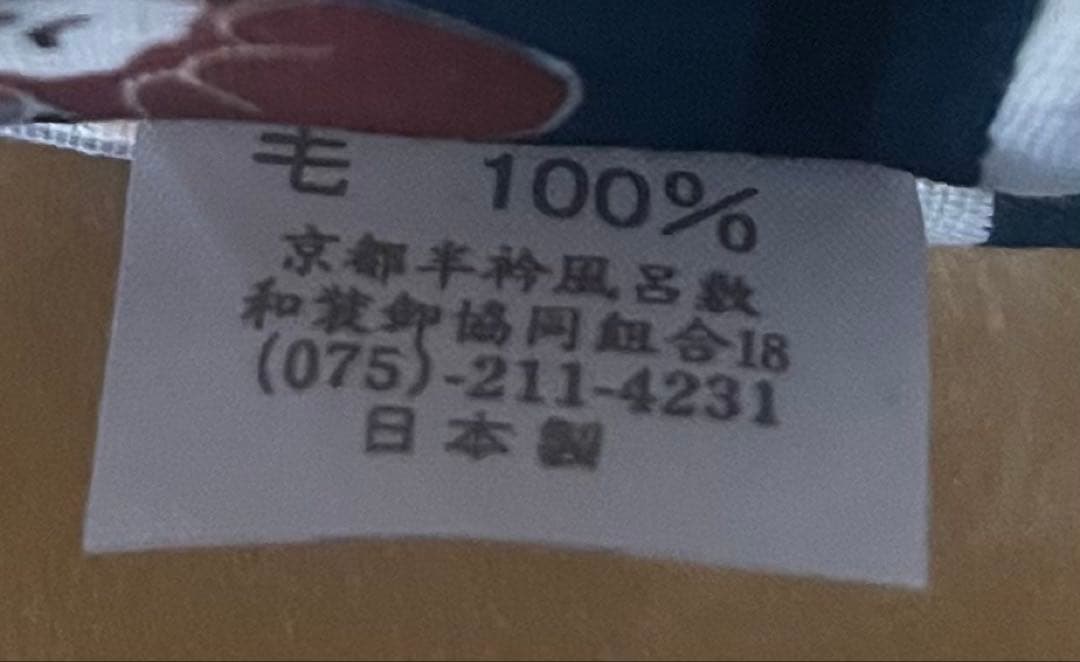 毛 100%
京都半衿風呂敷
和装卸協同組合18
(075)-211-4231
日本製